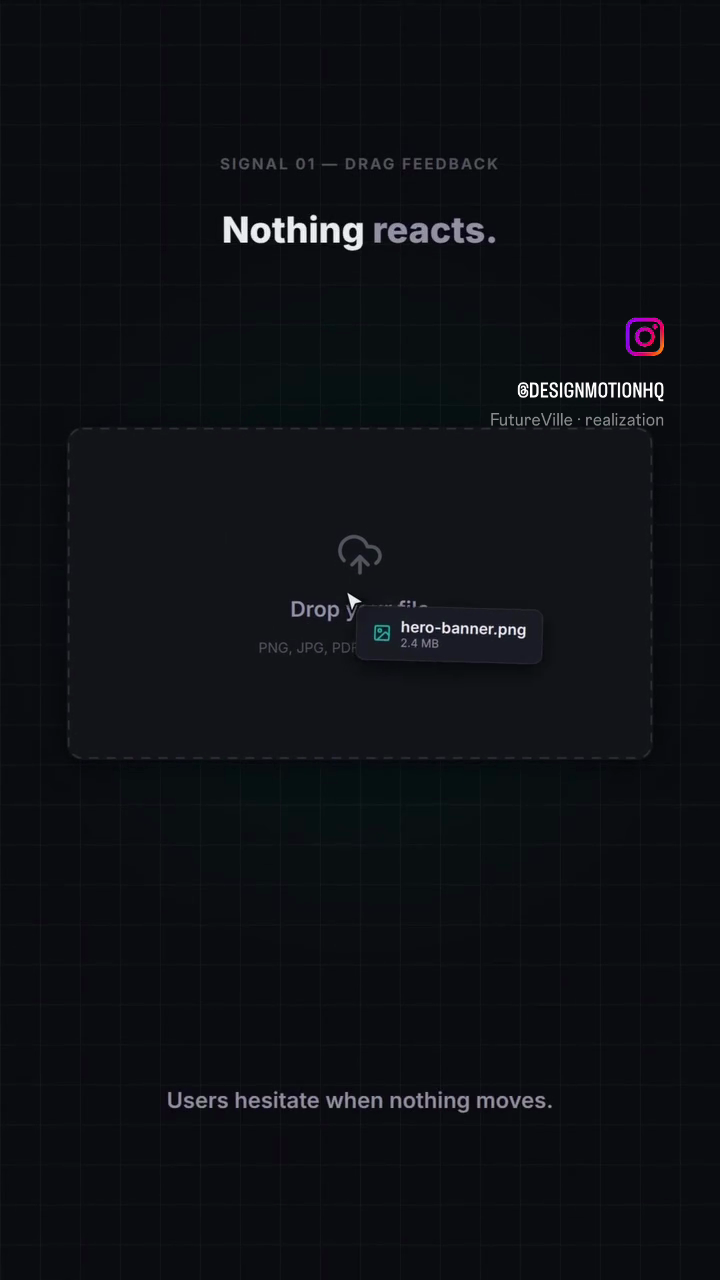 SIGNAL 01 — DRAG FEEDBACK
Nothing reacts.
@DESIGNMOTIONHQ
FutureVille · realization
Drop
hero-banner.png
PNG, JPG,
2.4 MB
Users hesitate when nothing moves.